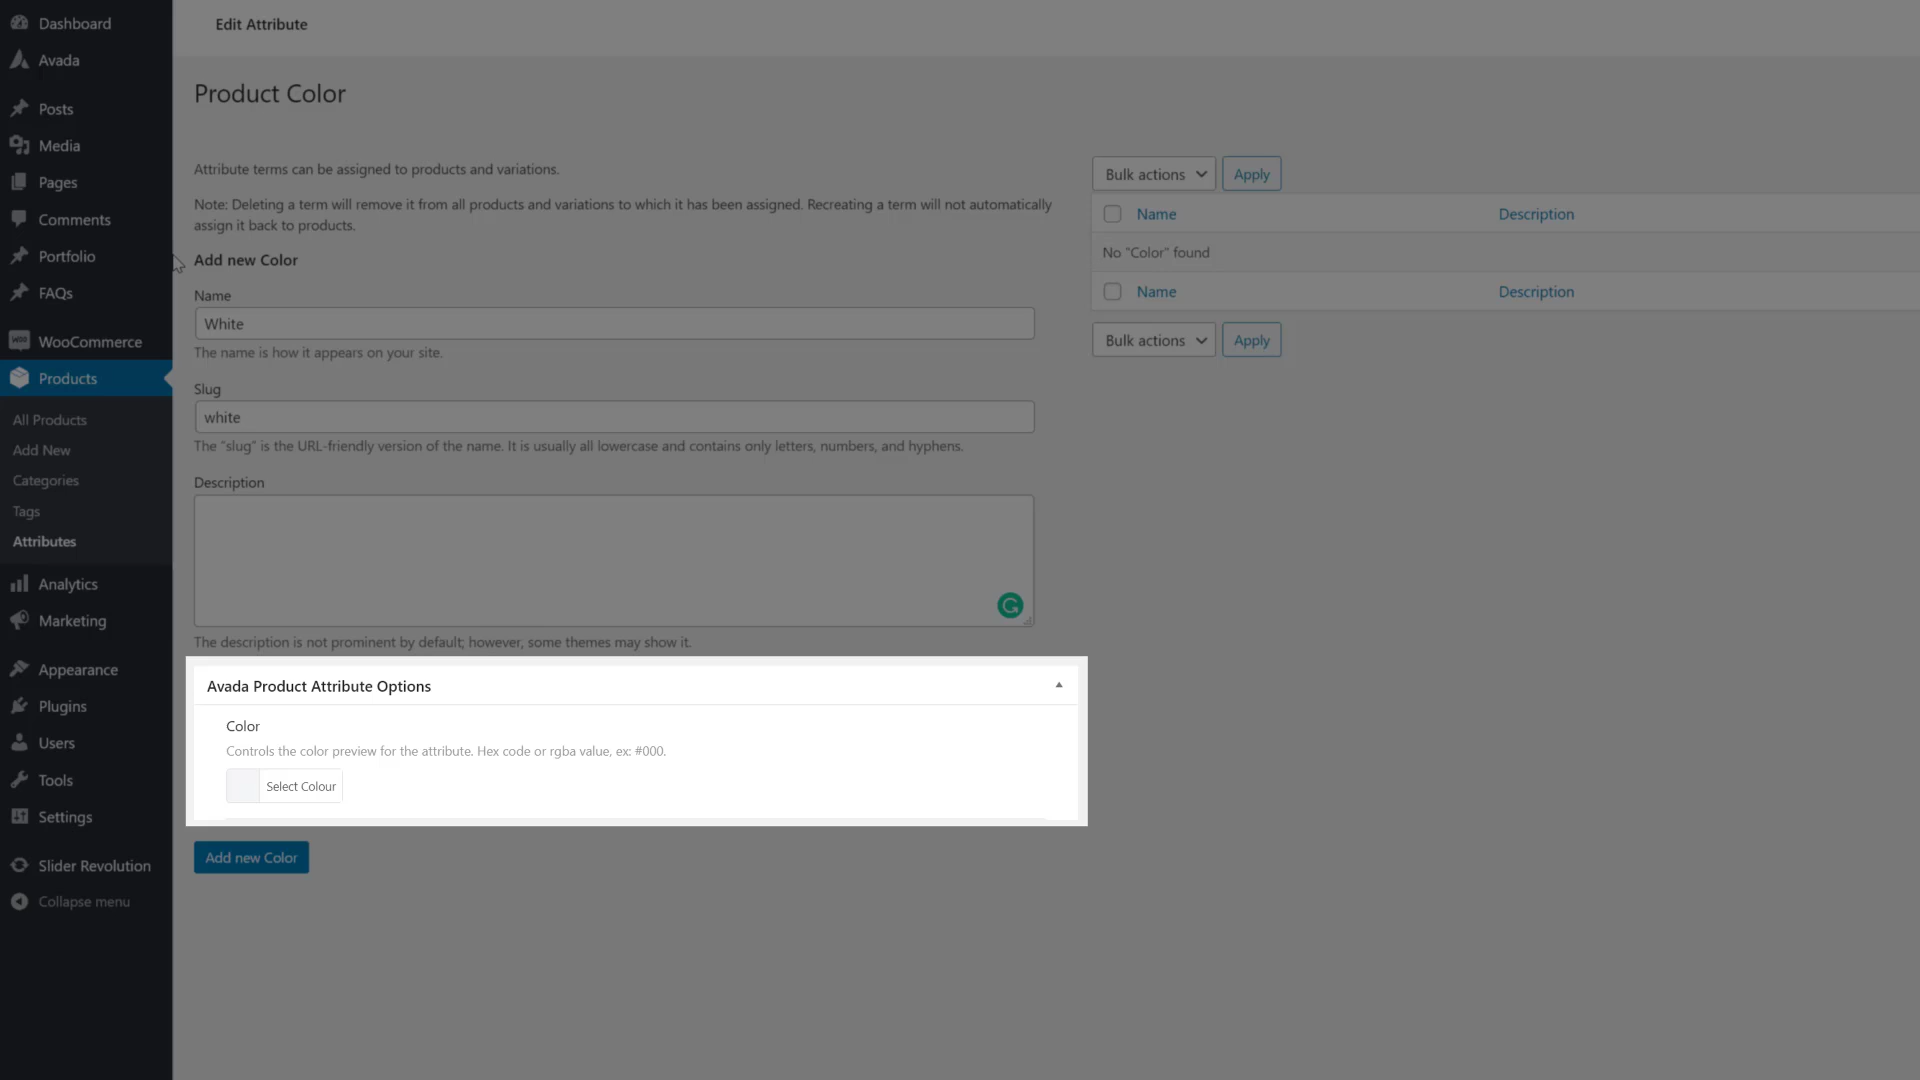 Dashboard
Avada
Posts
Media
Pages
Comments
Portfolio
FAQs
WooCommerce
Products
All Products
Add New
Categories
Tags
Attributes
Analytics
Marketing
Appearance
Plugins
Users
Tools
Settings
Slider Revolution
Collapse menu
Edit Attribute
Product Color
Attribute terms can be assigned to products and variations.
Note: Deleting a term will remove it from all products and variations to which it has been assigned. Recreating a term will not automatically
assign it back to products.
Add new Color
Name
White
The name is how it appears on your site.
Slug
white
The "slug" is the URL-friendly version of the name. It is usually all lowercase and contains only letters, numbers, and hyphens.
Description
The description is not prominent by default; however, some themes may show it.
Avada Product Attribute Options
Color
Controls the color preview for the attribute. Hex code or rgba value, ex: #000.
Select Colour
Add new Color
Bulk actions Apply
Name Description
No "Color" found
Name Description
Bulk actions Apply